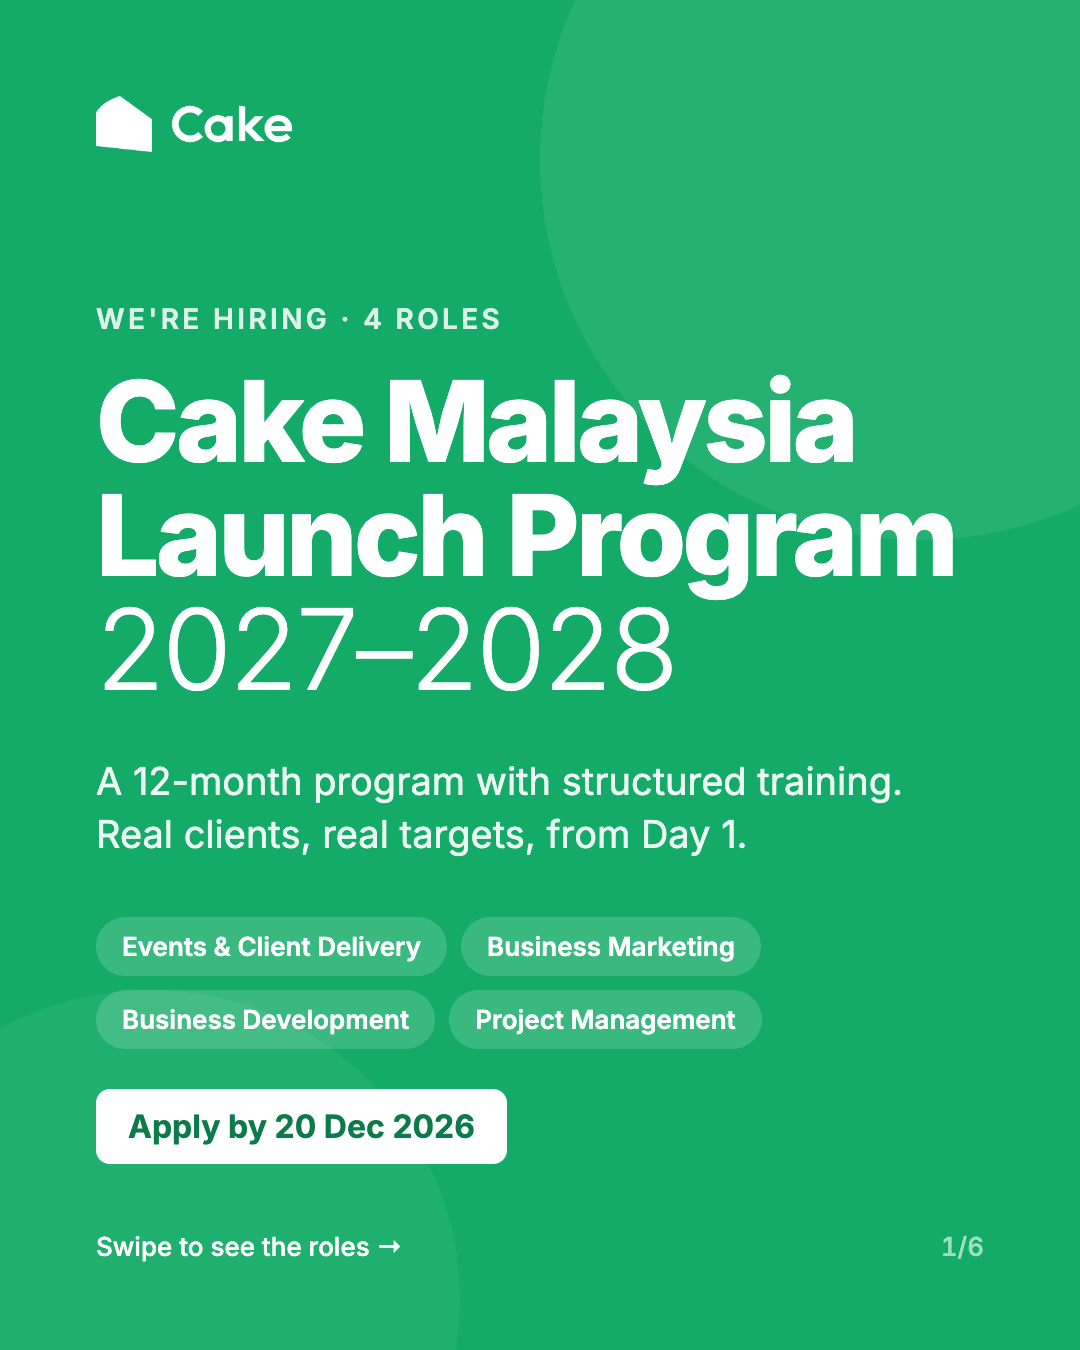 Cake
WE'RE HIRING · 4 ROLES
Cake Malaysia
Launch Program
2027–2028
A 12-month program with structured training.
Real clients, real targets, from Day 1.
Events & Client Delivery
Business Marketing
Business Development
Project Management
Apply by 20 Dec 2026
Swipe to see the roles →
1/6